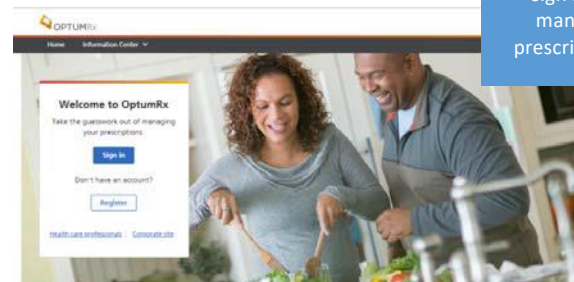 OPTUMRx
Home Information Center
Welcome to OptumRx
Take the guesswork out of managing
your prescriptions.
Sign in
Don't have an account?
Register
Health care professionals Corporate site
man
prescri